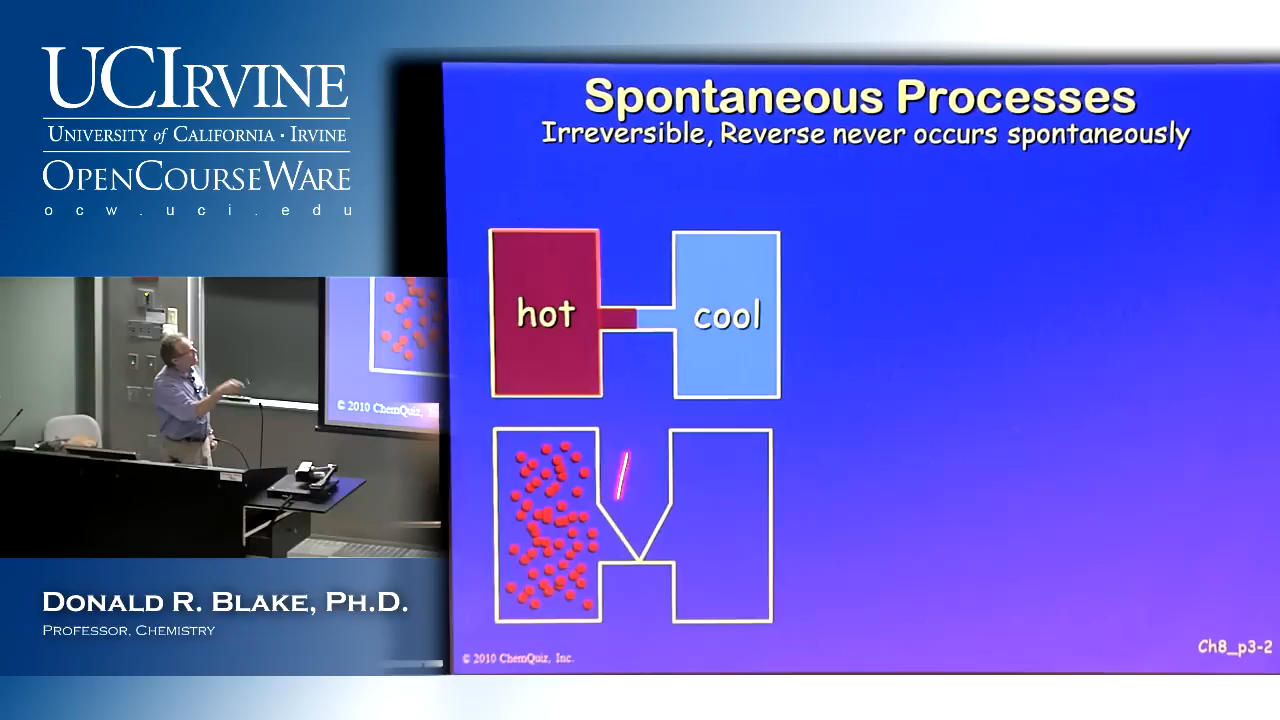 UCIRVINE
UNIVERSITY of CALIFORNIA · IRVINE
OPENCOURSEWARE
ocw.uci.edu
Spontaneous Processes
Irreversible, Reverse never occurs spontaneously
hot
cool
© 2010 ChemQuiz,
DONALD R. BLAKE, PH.D.
PROFESSOR, CHEMISTRY
© 2010 ChemQuiz, Inc.
Ch8_p3-2